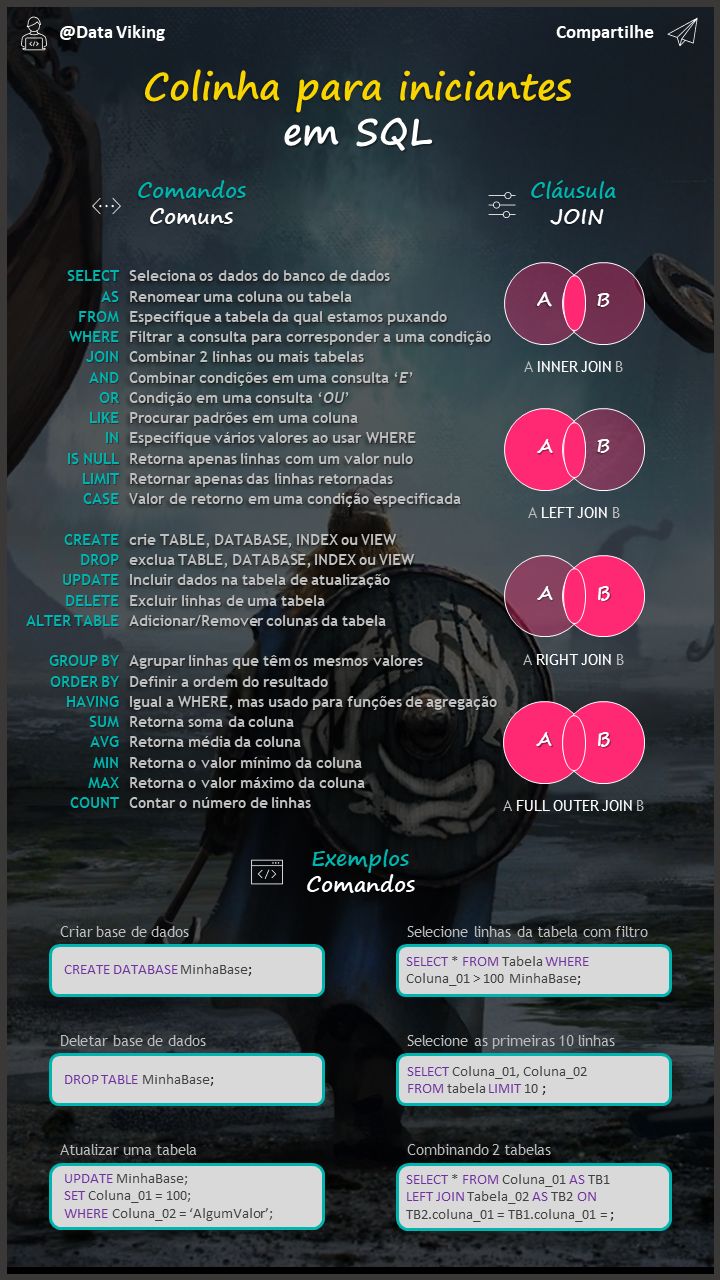 @Data Viking
Compartilhe
Colinha para iniciantes
em SQL
Comandos
Comuns
SELECT Seleciona os dados do banco de dados
AS Renomear uma coluna ou tabela
FROM Especifique a tabela da qual estamos puxando
WHERE Filtrar a consulta para corresponder a uma condição
JOIN Combinar 2 linhas ou mais tabelas
AND Combinar condições em uma consulta ‘E’
OR Condição em uma consulta ‘OU’
LIKE Procurar padrões em uma coluna
IN Especifique vários valores ao usar WHERE
IS NULL Retorna apenas linhas com um valor nulo
LIMIT Retornar apenas das linhas retornadas
CASE Valor de retorno em uma condição especificada
CREATE crie TABLE, DATABASE, INDEX ou VIEW
DROP exclua TABLE, DATABASE, INDEX ou VIEW
UPDATE Incluir dados na tabela de atualização
DELETE Excluir linhas de uma tabela
ALTER TABLE Adicionar/Remover colunas da tabela
GROUP BY Agrupar linhas que têm os mesmos valores
ORDER BY Definir a ordem do resultado
HAVING Igual a WHERE, mas usado para funções de agregação
SUM Retorna soma da coluna
AVG Retorna média da coluna
MIN Retorna o valor mínimo da coluna
MAX Retorna o valor máximo da coluna
COUNT Contar o número de linhas
Cláusula
JOIN
A B
A INNER JOIN B
A B
A LEFT JOIN B
A B
A RIGHT JOIN B
A B
A FULL OUTER JOIN B
Exemplos
Comandos
Criar base de dados
CREATE DATABASE MinhaBase;
Deletar base de dados
DROP TABLE MinhaBase;
Atualizar uma tabela
UPDATE MinhaBase;
SET Coluna_01 = 100;
WHERE Coluna_02 = ‘AlgumValor’;
Selecione linhas da tabela com filtro
SELECT * FROM Tabela WHERE
Coluna_01 > 100 MinhaBase;
Selecione as primeiras 10 linhas
SELECT Coluna_01, Coluna_02
FROM tabela LIMIT 10 ;
Combinando 2 tabelas
SELECT * FROM Coluna_01 AS TB1
LEFT JOIN Tabela_02 AS TB2 ON
TB2.coluna_01 = TB1.coluna_01 = ;